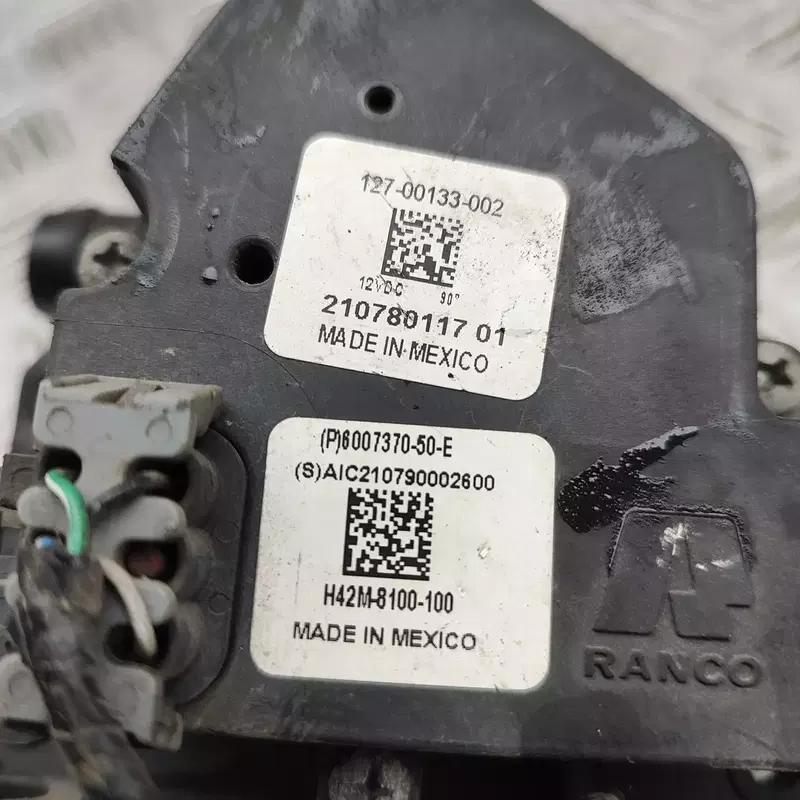 127-00133-002
12VDC 90°
210780117 01
MADE IN MEXICO
(P)6007370-50-E
(S)AIC210790002600
H42M-8100-100
MADE IN MEXICO
RANCO